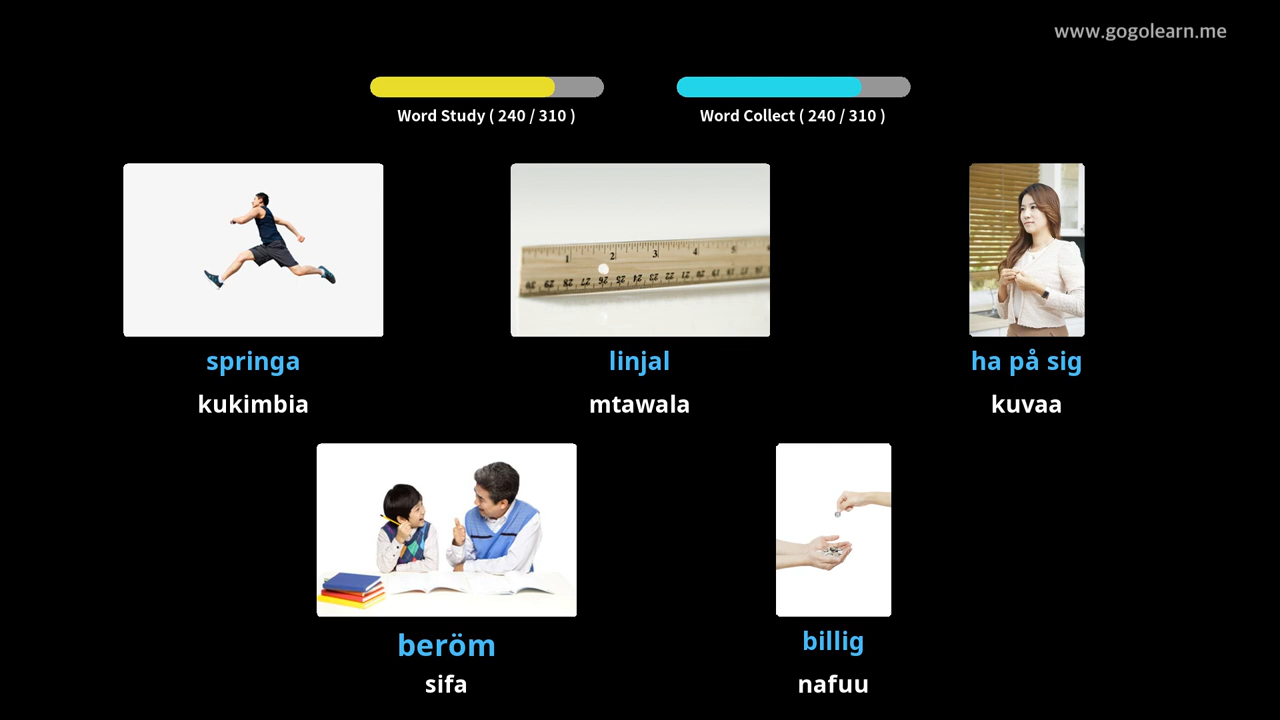 www.gogolearn.me
Word Study ( 240 / 310 )
Word Collect ( 240 / 310 )
springa
kukimbia
linjal
mtawala
ha på sig
kuvaa
beröm
sifa
billig
nafuu